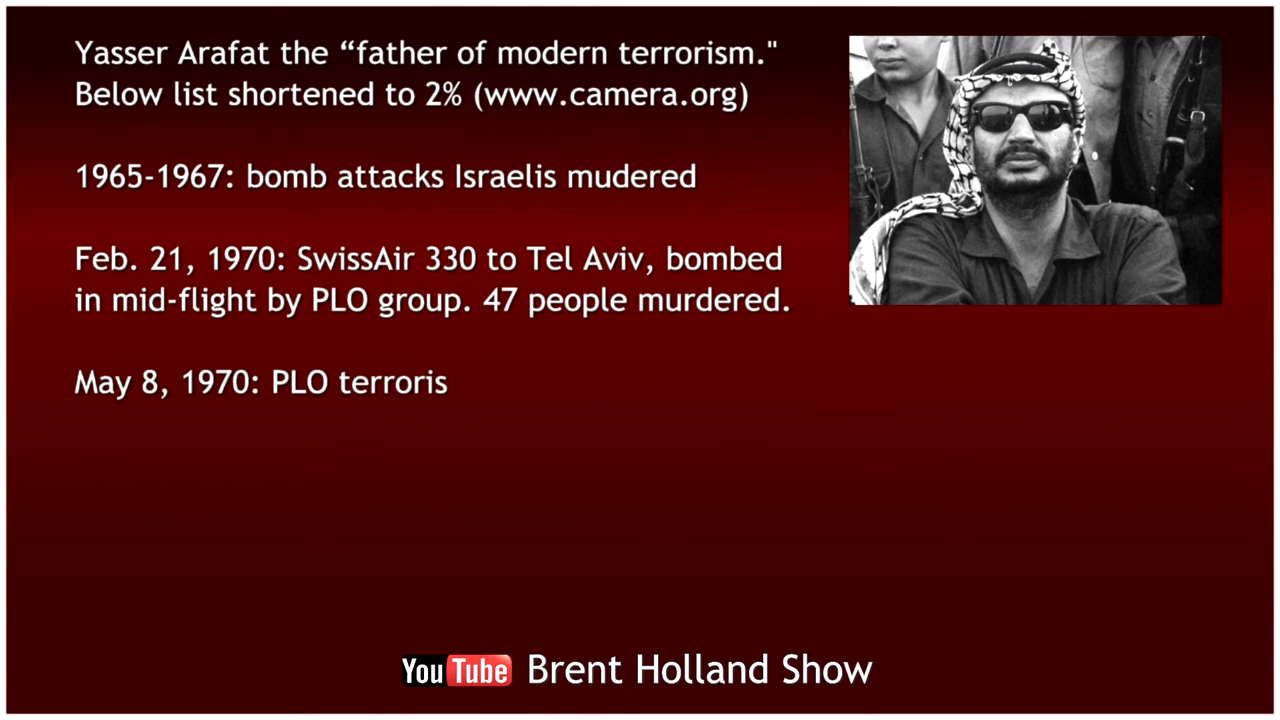 Yasser Arafat the “father of modern terrorism."
Below list shortened to 2% (www.camera.org)
1965-1967: bomb attacks Israelis mudered
Feb. 21, 1970: SwissAir 330 to Tel Aviv, bombed
in mid-flight by PLO group. 47 people murdered.
May 8, 1970: PLO terroris
YouTube Brent Holland Show